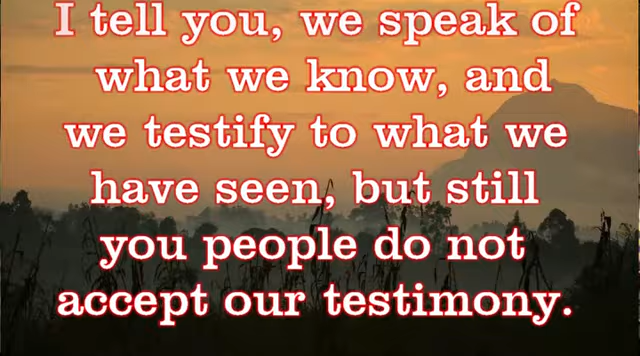 I tell you, we speak of
what we know, and
we testify to what we
have seen, but still
you people do not
accept our testimony.